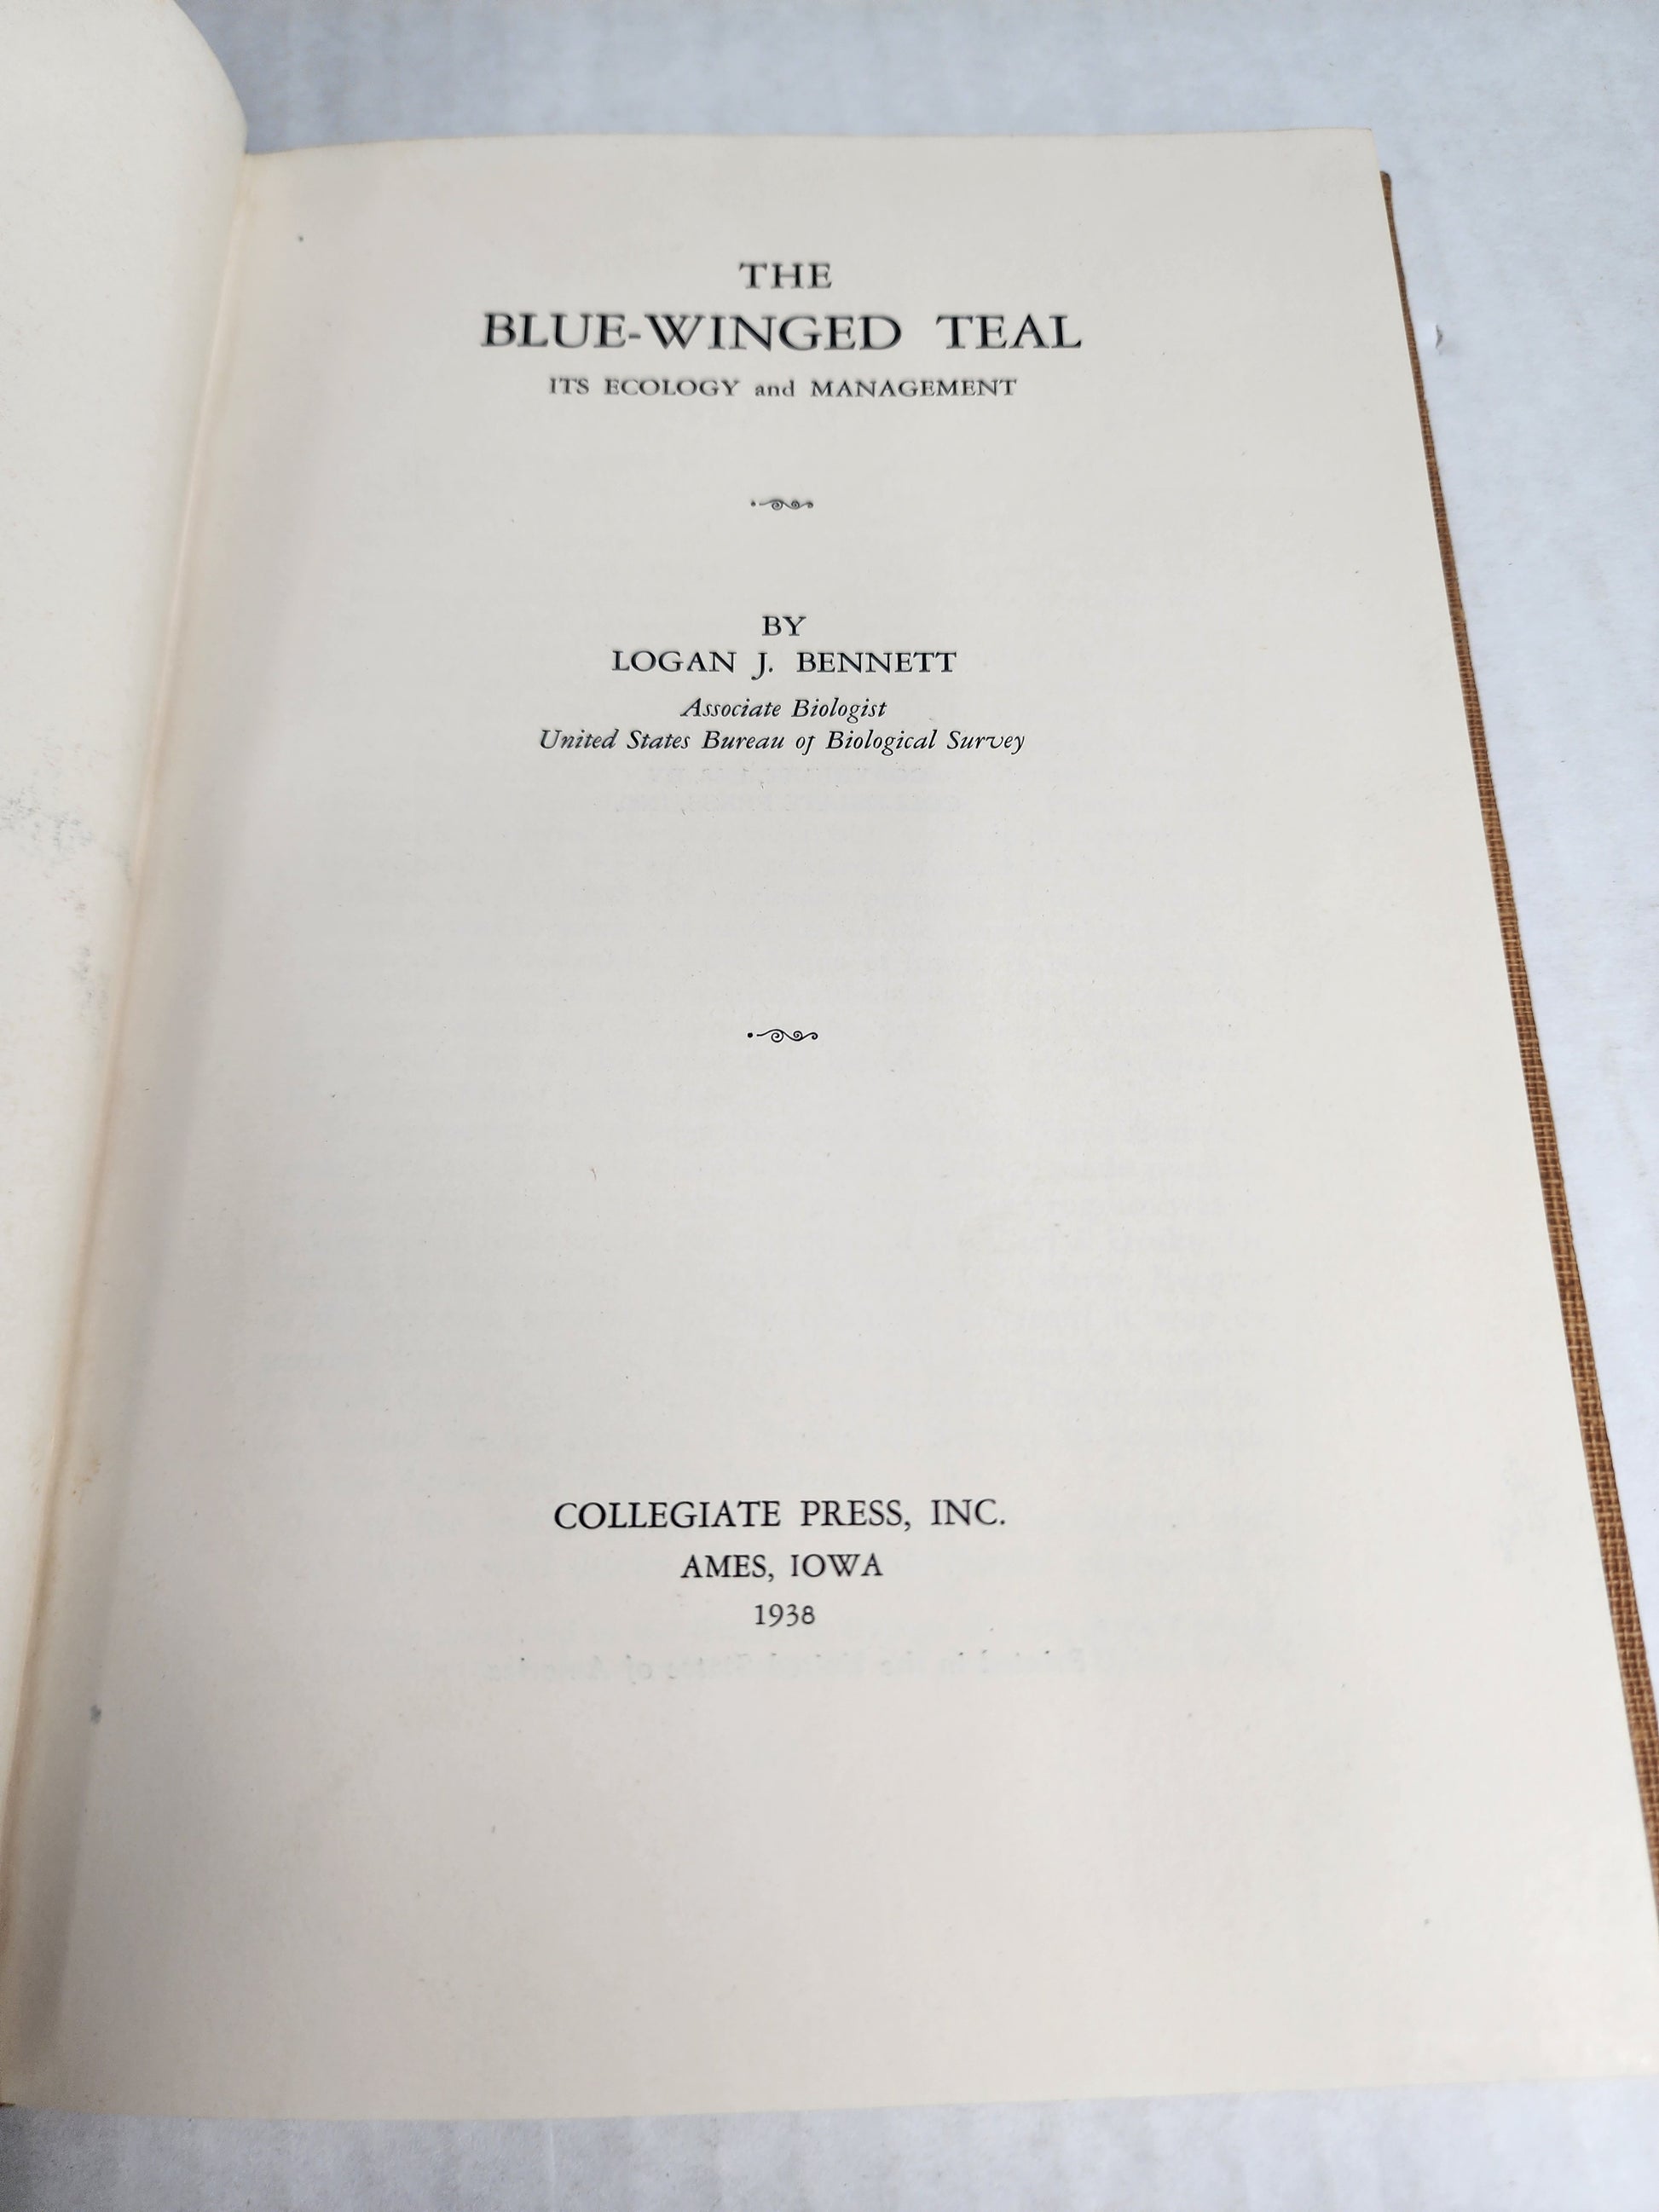 THE
BLUE-WINGED TEAL
ITS ECOLOGY and MANAGEMENT
BY
LOGAN J. BENNETT
Associate Biologist
United States Bureau of Biological Survey
COLLEGIATE PRESS, INC.
AMES, IOWA
1938